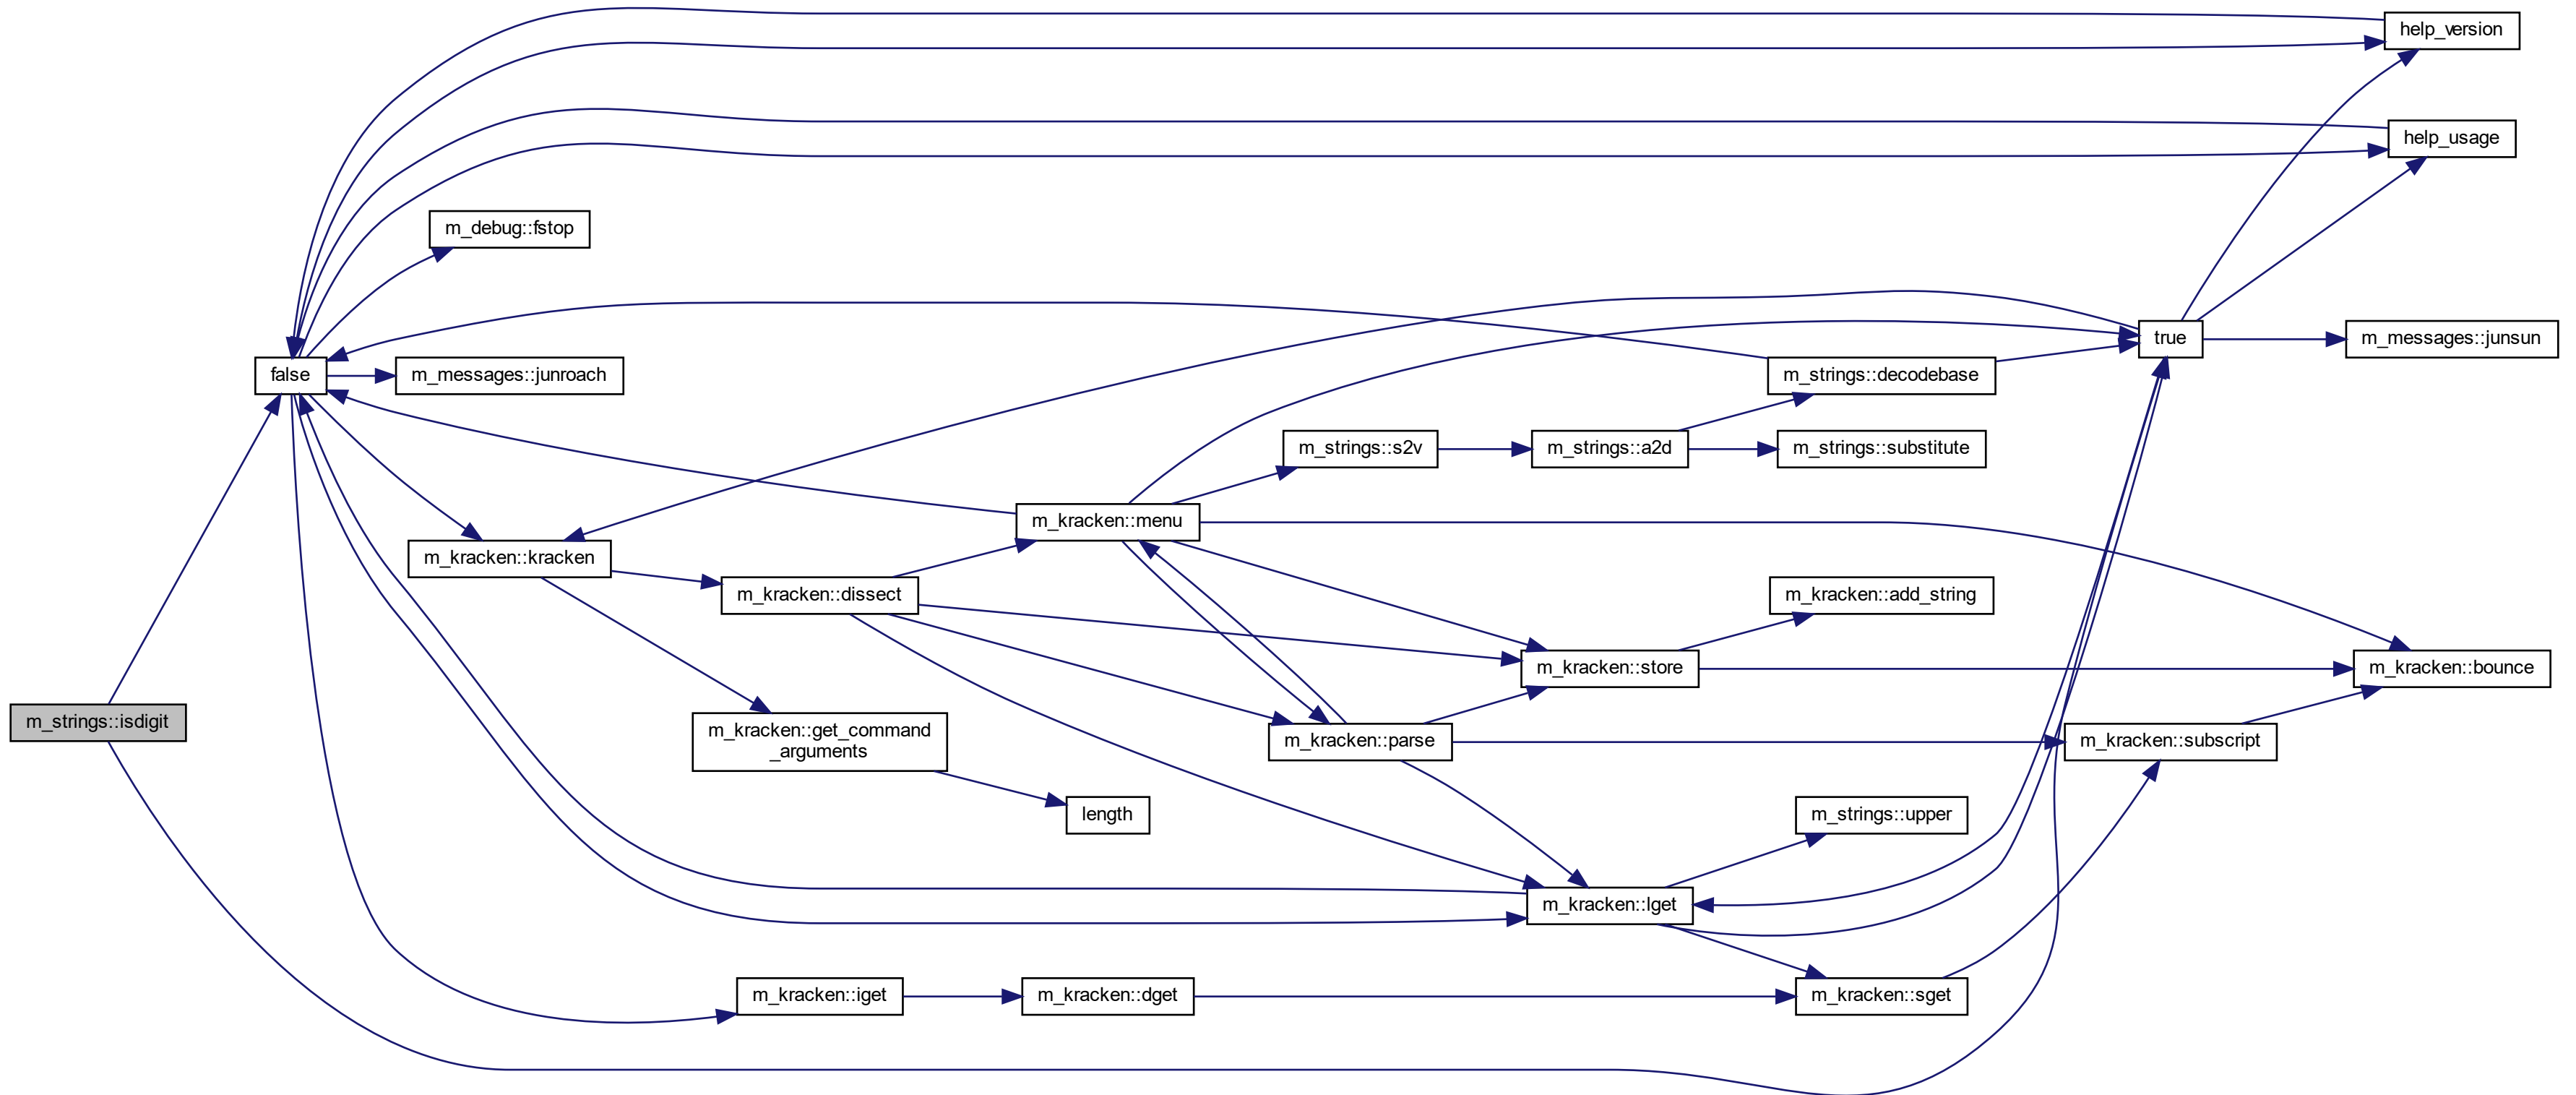 help_version
help_usage
m_debug::fstop
true
m_messages::junsun
false
m_messages::junroach
m_strings::decodebase
m_strings::s2v
m_strings::a2d
m_strings::substitute
m_kracken::menu
m_kracken::kracken
m_kracken::dissect
m_kracken::add_string
m_kracken::store
m_kracken::bounce
m_strings::isdigit
m_kracken::get_command
_arguments
m_kracken::parse
m_kracken::subscript
length
m_strings::upper
m_kracken::lget
m_kracken::iget
m_kracken::dget
m_kracken::sget